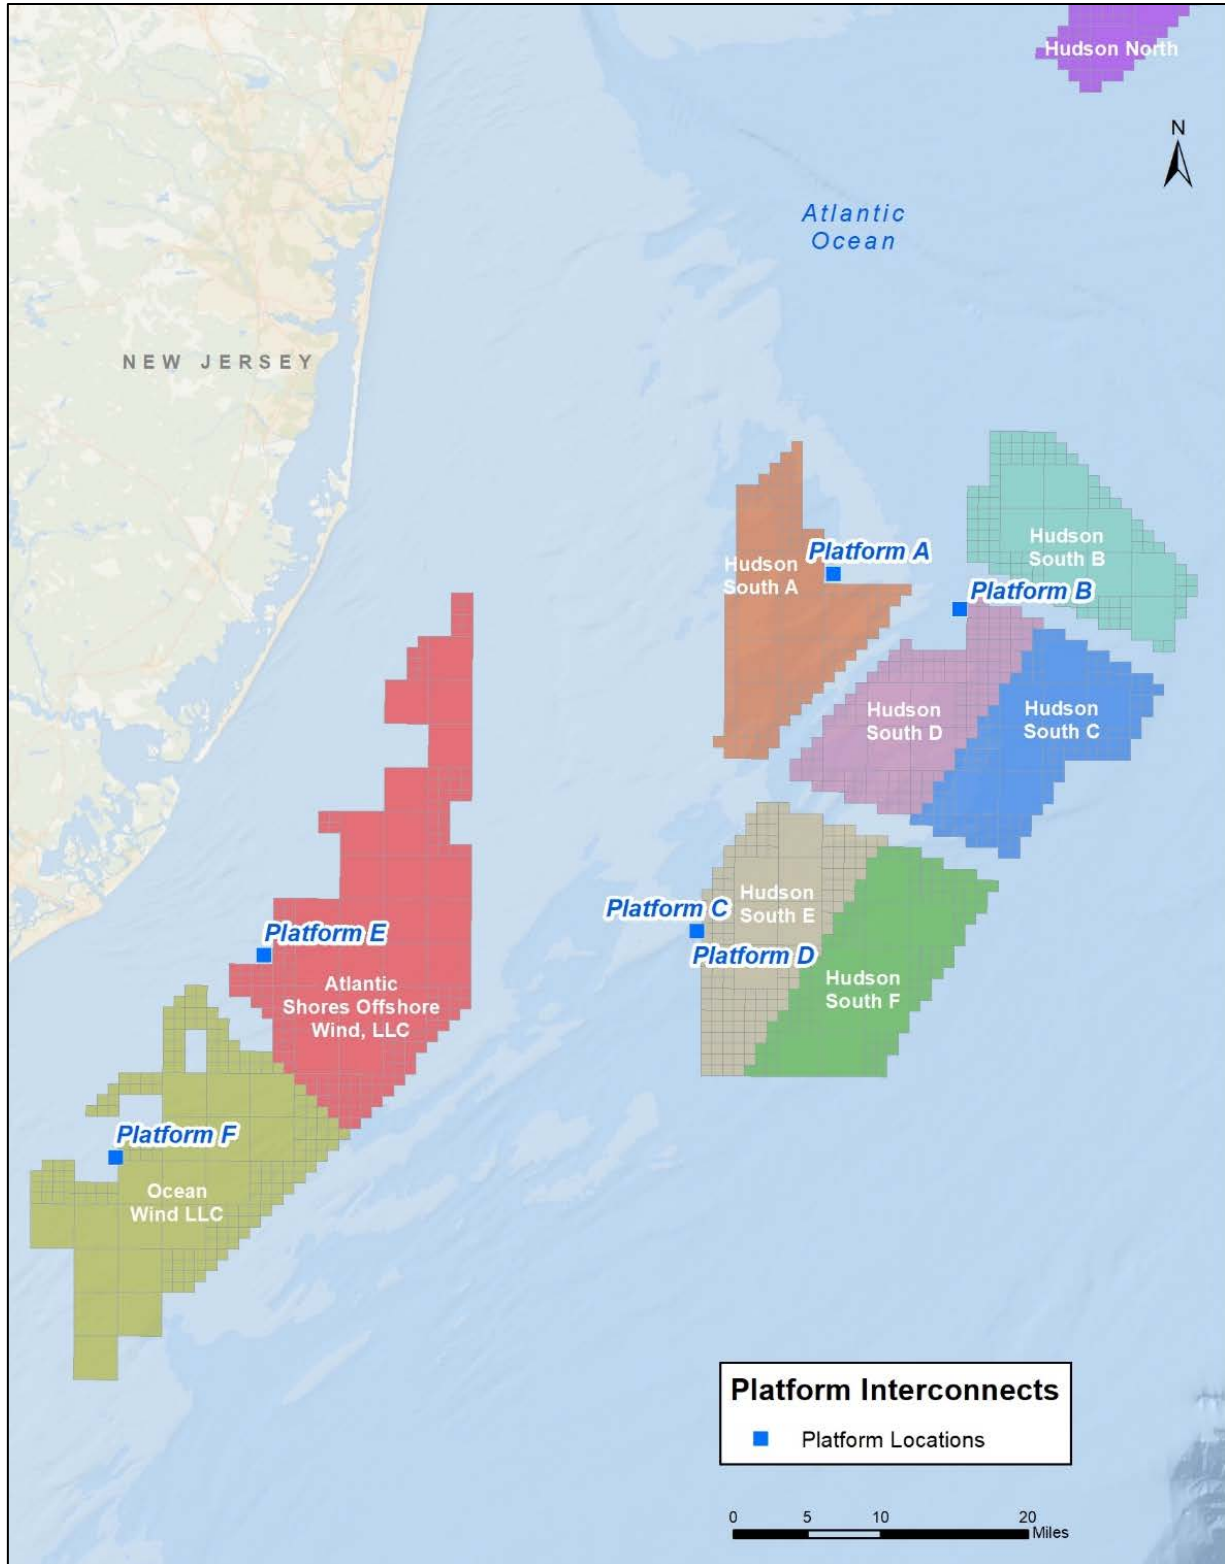 Hudson North
N
Atlantic
Ocean
NEW JERSEY
Hudson
South B
Platform A
Hudson
South A
Platform B
Hudson
South D
Hudson
South C
Platform C
Hudson
South E
Platform D
Platform E
Hudson
South F
Atlantic
Shores Offshore
Wind, LLC
Platform F
Ocean
Wind LLC
Platform Interconnects
Platform Locations
0 5 10 20
Miles